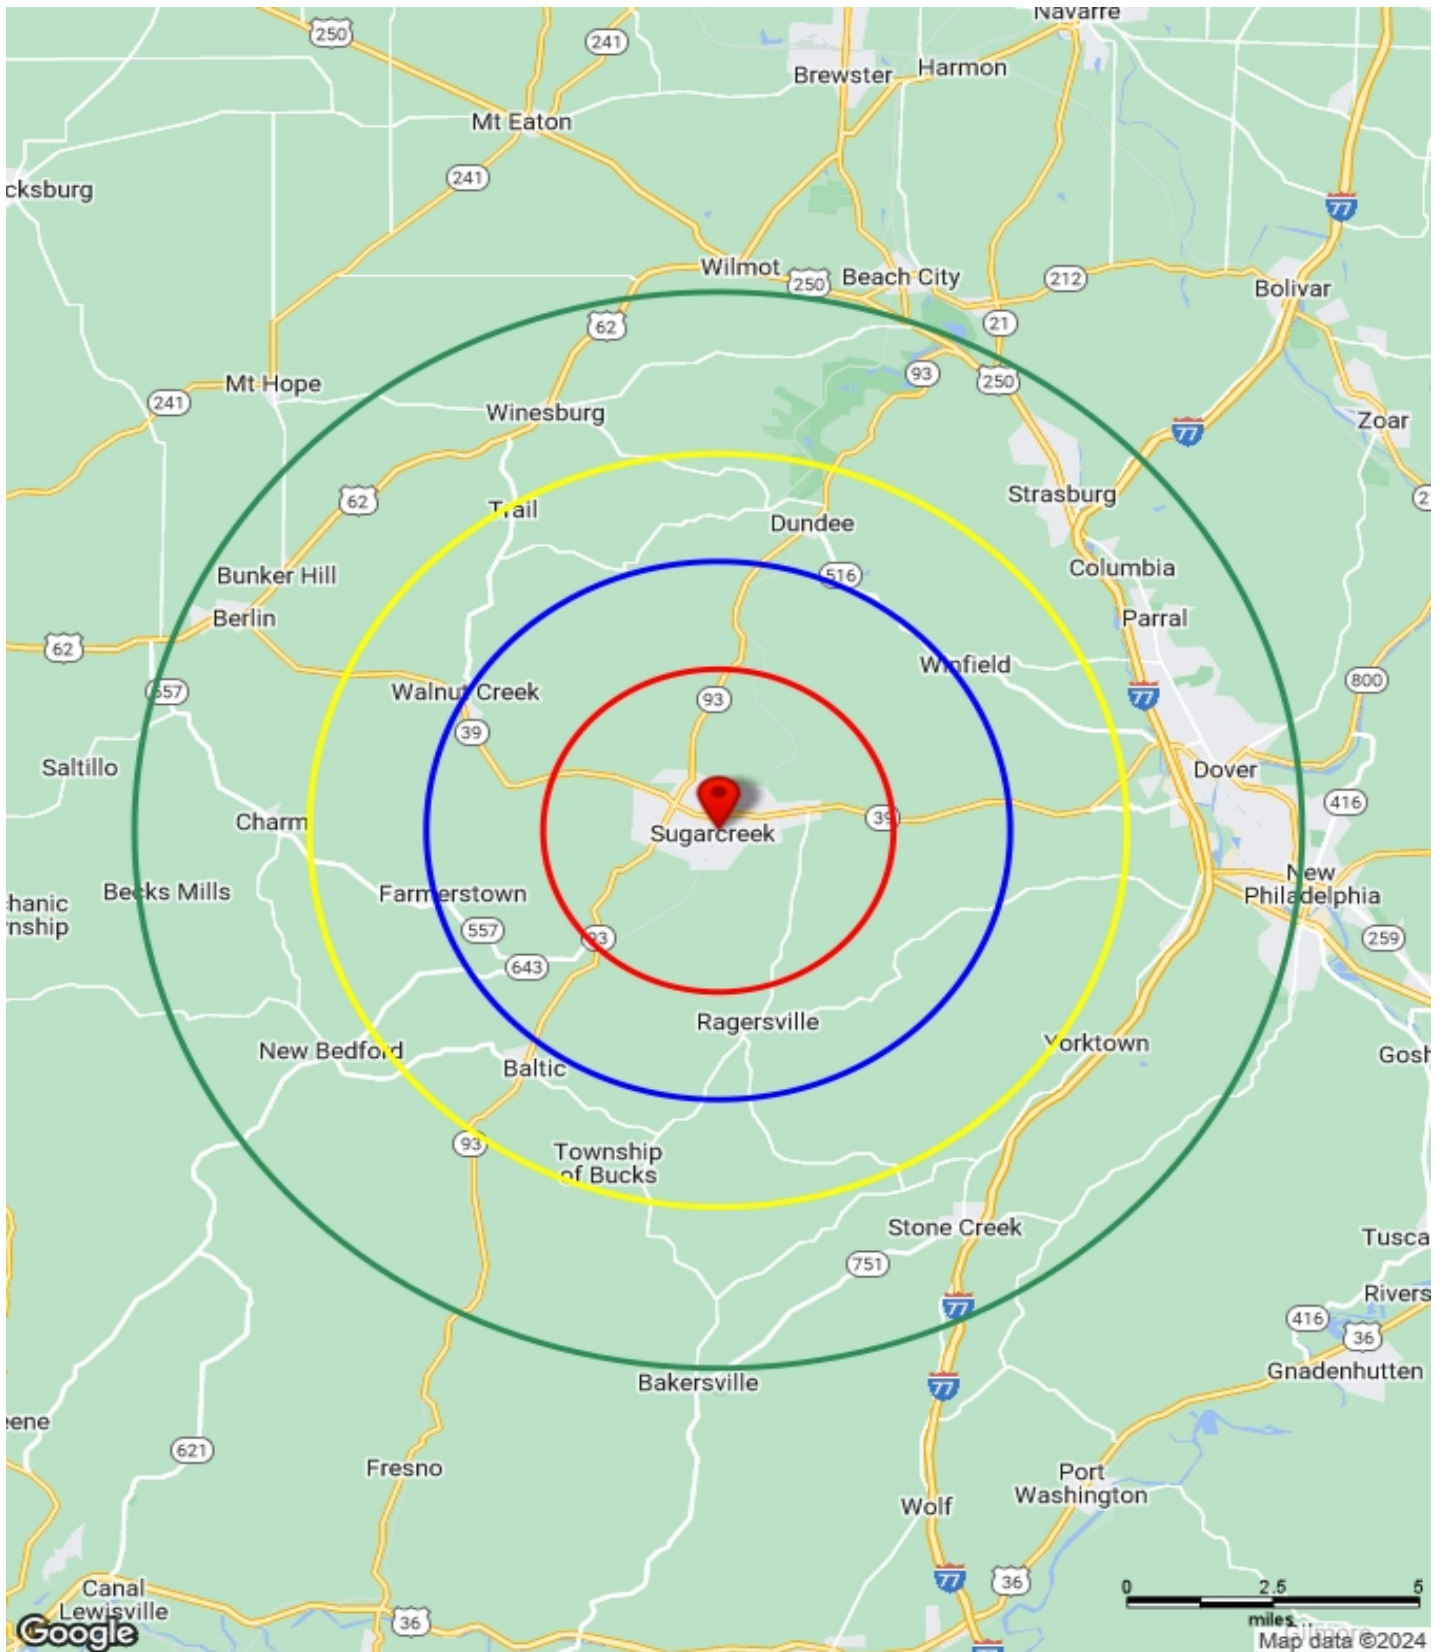 Navarre
250
241
Harmon
Brewster
Mt Eaton
241
cksburg
77
Wilmot
Beach City
250
212
Bolivar
62
21
93
250
Mt Hope
241
Winesburg
77
Zoar
62
Strasburg
2
Trail
Dundee
Columbia
Bunker Hill
516
Berlin
Parral
62
Winfield
557
Walnut Creek
93
77
800
39
Saltillo
Dover
416
Charm
Sugarcreek
39
Becks Mills
Farmerstown
New
Philadelphia
chanic
nship
557
93
259
643
Ragersville
New Bedford
Yorktown
Gosh
Baltic
93
Township
of Bucks
Stone Creek
Tusca
751
Rivers
77
416
36
Gnadenhutten
Bakersville
77
eene
621
Fresno
Port
Washington
Wolf
77
36
Canal
Lewisville
0 2.5 5
miles
36
Google
Gilmore
Map data ©2024
77